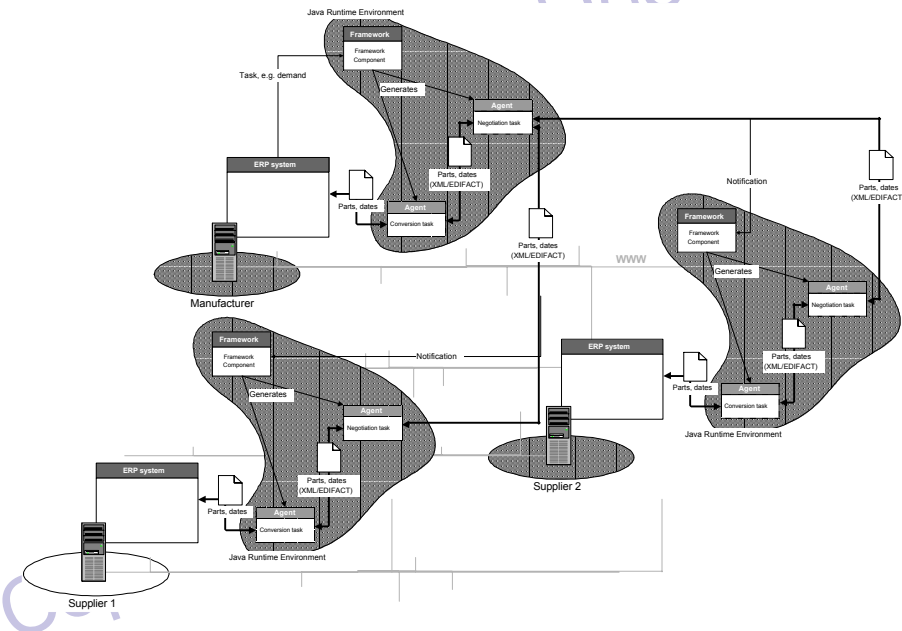 Java Runtime Environment
Framework
Framework
Component
Task, e.g. demand
Generates
Agent
Negotiation task
ERP system
Parts, dates
(XML/EDIFACT)
Parts, dates
Agent
Conversion task
Manufacturer
Notification
Parts, dates
(XML/EDIFACT
Parts, dates
(XML/EDIFACT)
www
Framework
Framework
Component
Generates
Agent
Negotiation task
Parts, dates
(XML/EDIFACT)
ERP system
Parts, dates
Agent
Conversion task
Java Runtime Environment
Supplier 2
Framework
Framework
Component
Notification
Generates
Agent
Negotiation task
ERP system
Parts, dates
(XML/EDIFACT)
Parts, dates
Agent
Conversion task
Java Runtime Environment
Supplier 1